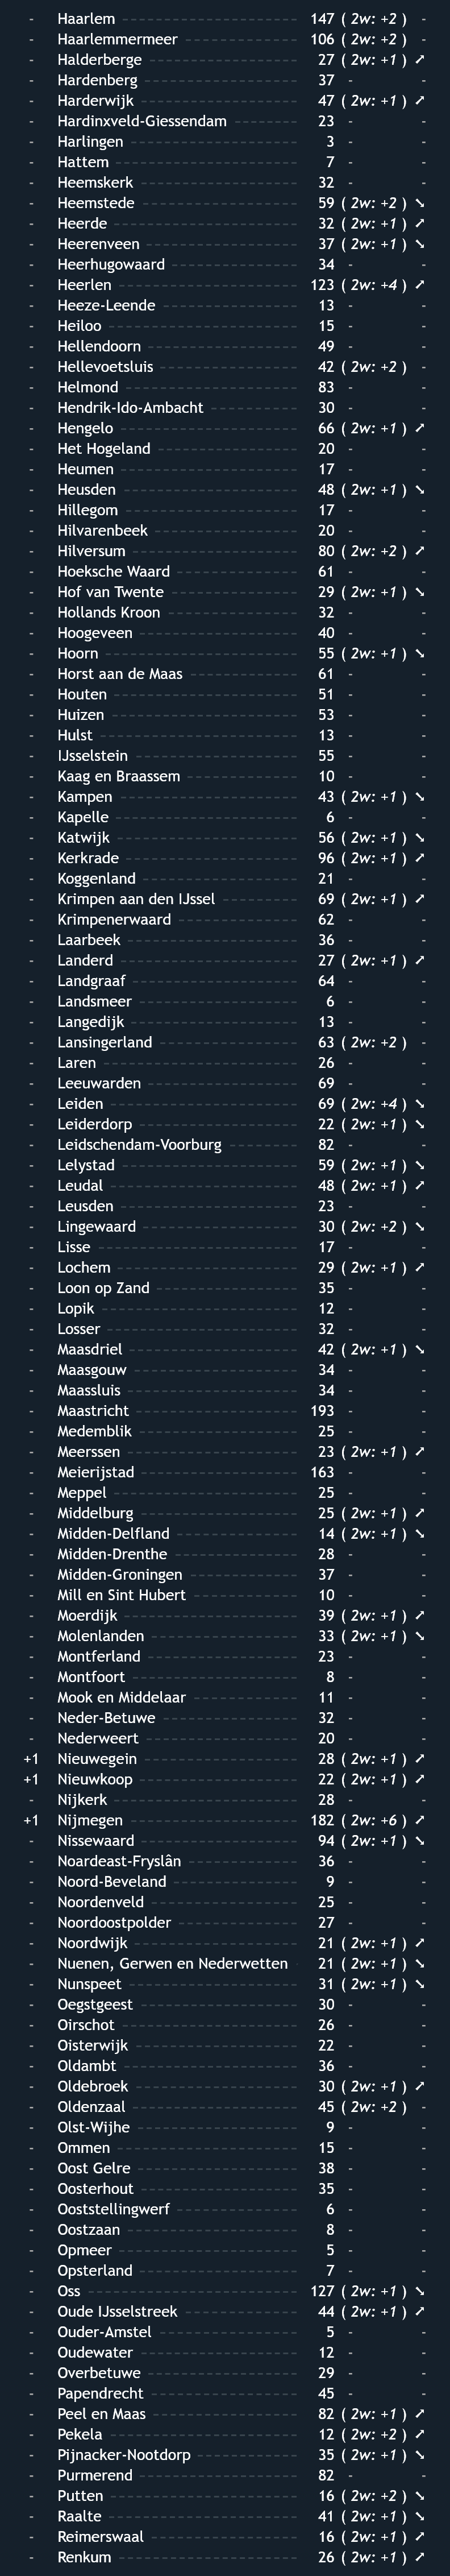 - Haarlem 147 ( 2w: +2 ) -
- Haarlemmermeer 106 ( 2w: +2 ) -
- Halderberge 27 ( 2w: +1 ) ➚
- Hardenberg 37 - -
- Harderwijk 47 ( 2w: +1 ) ➚
- Hardinxveld-Giessendam 23 - -
- Harlingen 3 - -
- Hattem 7 - -
- Heemskerk 32 - -
- Heemstede 59 ( 2w: +2 ) ➘
- Heerde 32 ( 2w: +1 ) ➚
- Heerenveen 37 ( 2w: +1 ) ➘
- Heerhugowaard 34 - -
- Heerlen 123 ( 2w: +4 ) ➚
- Heeze-Leende 13 - -
- Heiloo 15 - -
- Hellendoorn 49 - -
- Hellevoetsluis 42 ( 2w: +2 ) -
- Helmond 83 - -
- Hendrik-Ido-Ambacht 30 - -
- Hengelo 66 ( 2w: +1 ) ➚
- Het Hogeland 20 - -
- Heumen 17 - -
- Heusden 48 ( 2w: +1 ) ➘
- Hillegom 17 - -
- Hilvarenbeek 20 - -
- Hilversum 80 ( 2w: +2 ) ➚
- Hoeksche Waard 61 - -
- Hof van Twente 29 ( 2w: +1 ) ➘
- Hollands Kroon 32 - -
- Hoogeveen 40 - -
- Hoorn 55 ( 2w: +1 ) ➘
- Horst aan de Maas 61 - -
- Houten 51 - -
- Huizen 53 - -
- Hulst 13 - -
- IJsselstein 55 - -
- Kaag en Braassem 10 - -
- Kampen 43 ( 2w: +1 ) ➘
- Kapelle 6 - -
- Katwijk 56 ( 2w: +1 ) ➘
- Kerkrade 96 ( 2w: +1 ) ➚
- Koggenland 21 - -
- Krimpen aan den IJssel 69 ( 2w: +1 ) ➚
- Krimpenerwaard 62 - -
- Laarbeek 36 - -
- Landerd 27 ( 2w: +1 ) ➚
- Landgraaf 64 - -
- Landsmeer 6 - -
- Langedijk 13 - -
- Lansingerland 63 ( 2w: +2 ) -
- Laren 26 - -
- Leeuwarden 69 - -
- Leiden 69 ( 2w: +4 ) ➘
- Leiderdorp 22 ( 2w: +1 ) ➘
- Leidschendam-Voorburg 82 - -
- Lelystad 59 ( 2w: +1 ) ➘
- Leudal 48 ( 2w: +1 ) ➚
- Leusden 23 - -
- Lingewaard 30 ( 2w: +2 ) ➘
- Lisse 17 - -
- Lochem 29 ( 2w: +1 ) ➚
- Loon op Zand 35 - -
- Lopik 12 - -
- Losser 32 - -
- Maasdriel 42 ( 2w: +1 ) ➘
- Maasgouw 34 - -
- Maassluis 34 - -
- Maastricht 193 - -
- Medemblik 25 - -
- Meerssen 23 ( 2w: +1 ) ➚
- Meierijstad 163 - -
- Meppel 25 - -
- Middelburg 25 ( 2w: +1 ) ➚
- Midden-Delfland 14 ( 2w: +1 ) ➘
- Midden-Drenthe 28 - -
- Midden-Groningen 37 - -
- Mill en Sint Hubert 10 - -
- Moerdijk 39 ( 2w: +1 ) ➚
- Molenlanden 33 ( 2w: +1 ) ➘
- Montferland 23 - -
- Montfoort 8 - -
- Mook en Middelaar 11 - -
- Neder-Betuwe 32 - -
- Nederweert 20 - -
+1 Nieuwegein 28 ( 2w: +1 ) ➚
+1 Nieuwkoop 22 ( 2w: +1 ) ➚
- Nijkerk 28 - -
+1 Nijmegen 182 ( 2w: +6 ) ➚
- Nissewaard 94 ( 2w: +1 ) ➘
- Noardeast-Fryslân 36 - -
- Noord-Beveland 9 - -
- Noordenveld 25 - -
- Noordoostpolder 27 - -
- Noordwijk 21 ( 2w: +1 ) ➚
- Nuenen, Gerwen en Nederwetten 21 ( 2w: +1 ) ➘
- Nunspeet 31 ( 2w: +1 ) ➘
- Oegstgeest 30 - -
- Oirschot 26 - -
- Oisterwijk 22 - -
- Oldambt 36 - -
- Oldebroek 30 ( 2w: +1 ) ➚
- Oldenzaal 45 ( 2w: +2 ) -
- Olst-Wijhe 9 - -
- Ommen 15 - -
- Oost Gelre 38 - -
- Oosterhout 35 - -
- Ooststellingwerf 6 - -
- Oostzaan 8 - -
- Opmeer 5 - -
- Opsterland 7 - -
- Oss 127 ( 2w: +1 ) ➘
- Oude IJsselstreek 44 ( 2w: +1 ) ➚
- Ouder-Amstel 5 - -
- Oudewater 12 - -
- Overbetuwe 29 - -
- Papendrecht 45 - -
- Peel en Maas 82 ( 2w: +1 ) ➚
- Pekela 12 ( 2w: +2 ) ➚
- Pijnacker-Nootdorp 35 ( 2w: +1 ) ➘
- Purmerend 82 - -
- Putten 16 ( 2w: +2 ) ➘
- Raalte 41 ( 2w: +1 ) ➘
- Reimerswaal 16 ( 2w: +1 ) ➚
- Renkum 26 ( 2w: +1 ) ➚